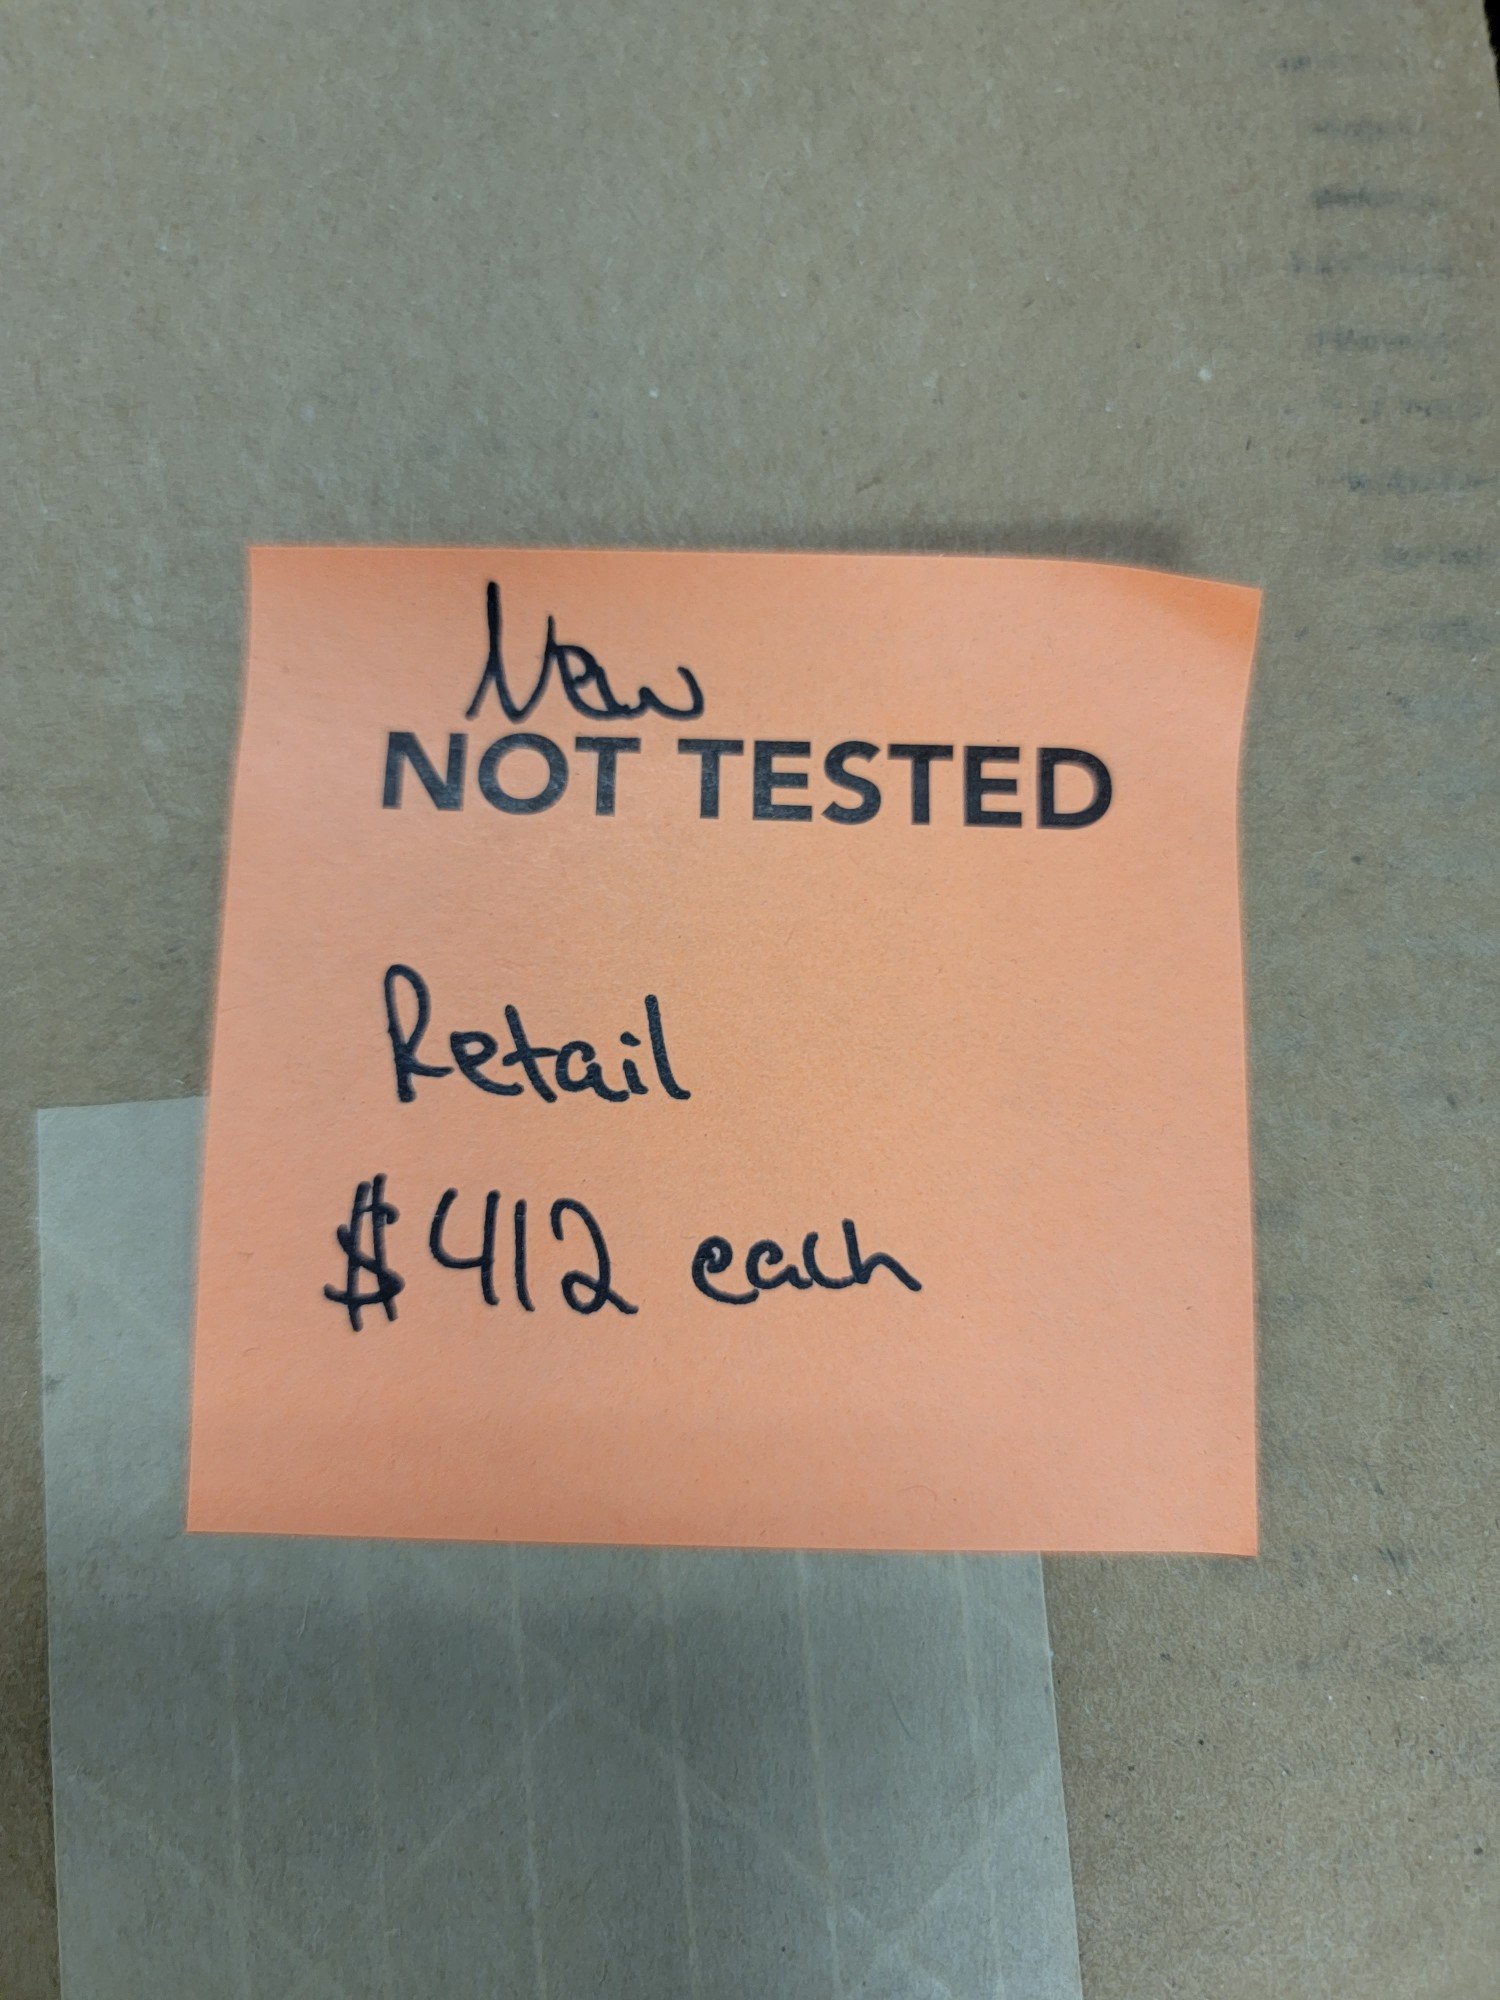 New
NOT TESTED
Retail
$412 each